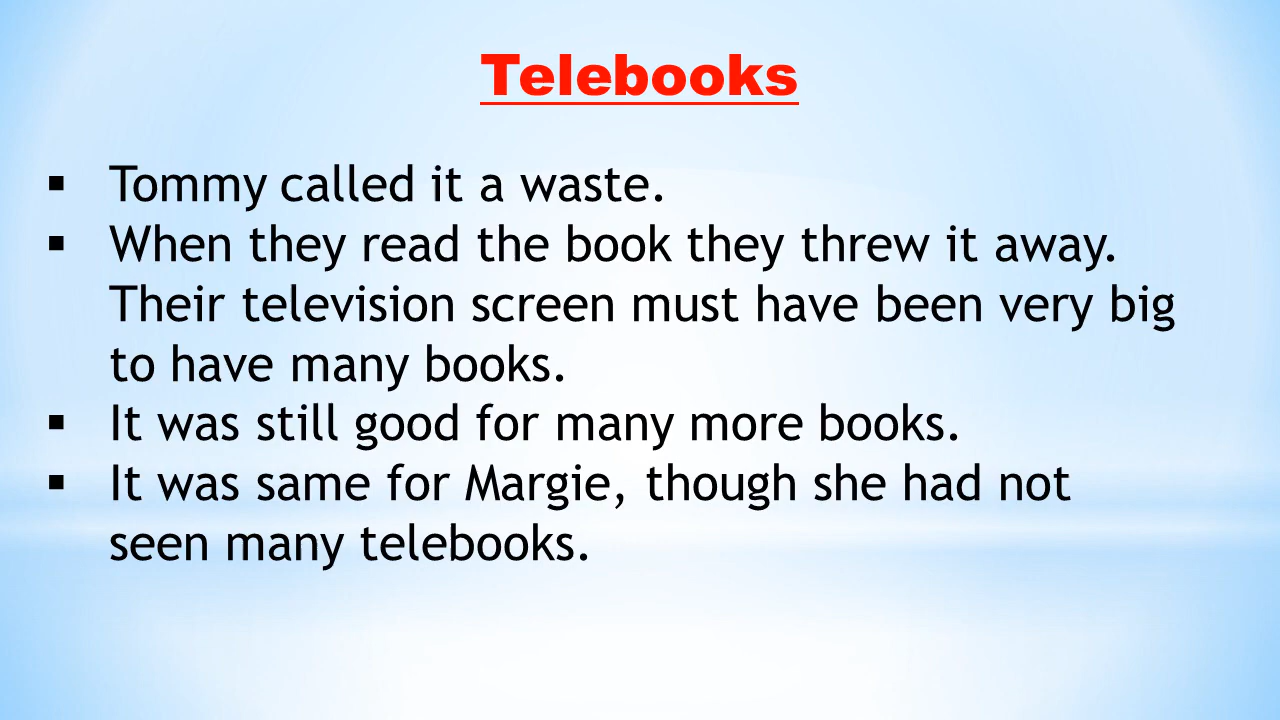 Telebooks
▪ Tommy called it a waste.
▪ When they read the book they threw it away.
Their television screen must have been very big
to have many books.
▪ It was still good for many more books.
▪ It was same for Margie, though she had not
seen many telebooks.